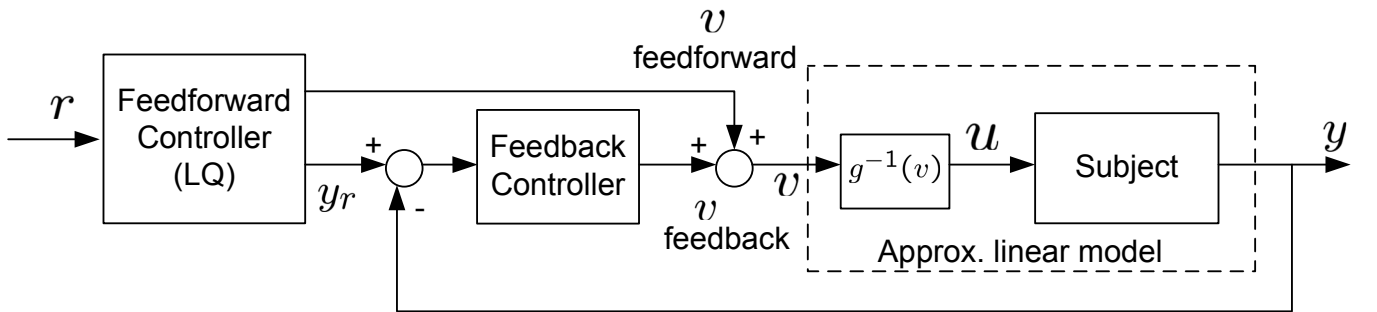 r
Feedforward
Controller
(LQ)
v
feedforward
+
y_r
-
Feedback
Controller
+
+
v
feedback
v
g⁻¹(v)
u
Subject
y
Approx. linear model